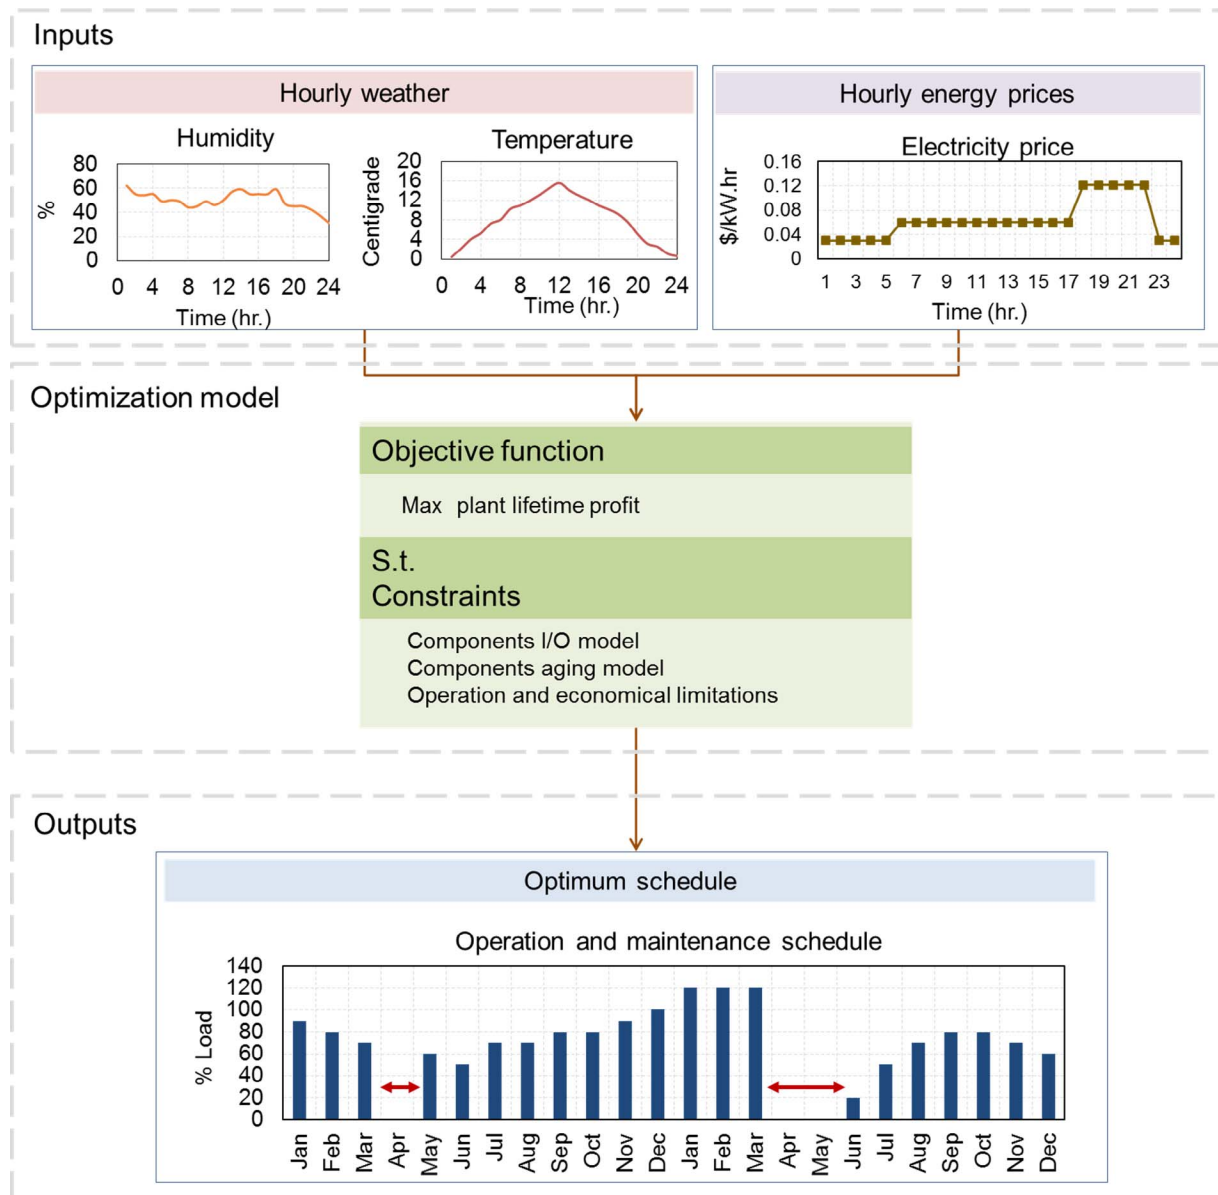 Inputs
Hourly weather
Hourly energy prices
Humidity
Temperature
Electricity price
%
80
60
40
20
0
0 4 8 12 16 20 24
Time (hr.)
Centigrade
20
16
12
8
4
0
0 4 8 12 16 20 24
Time (hr.)
$/kW.hr
0.16
0.12
0.08
0.04
0
1 3 5 7 9 11 13 15 17 19 21 23
Time (hr.)
Optimization model
Objective function
Max plant lifetime profit
S.t.
Constraints
Components I/O model
Components aging model
Operation and economical limitations
Outputs
Optimum schedule
Operation and maintenance schedule
% Load
140
120
100
80
60
40
20
0
Jan Feb Mar Apr May Jun Jul Aug Sep Oct Nov Dec Jan Feb Mar Apr May Jun Jul Aug Sep Oct Nov Dec